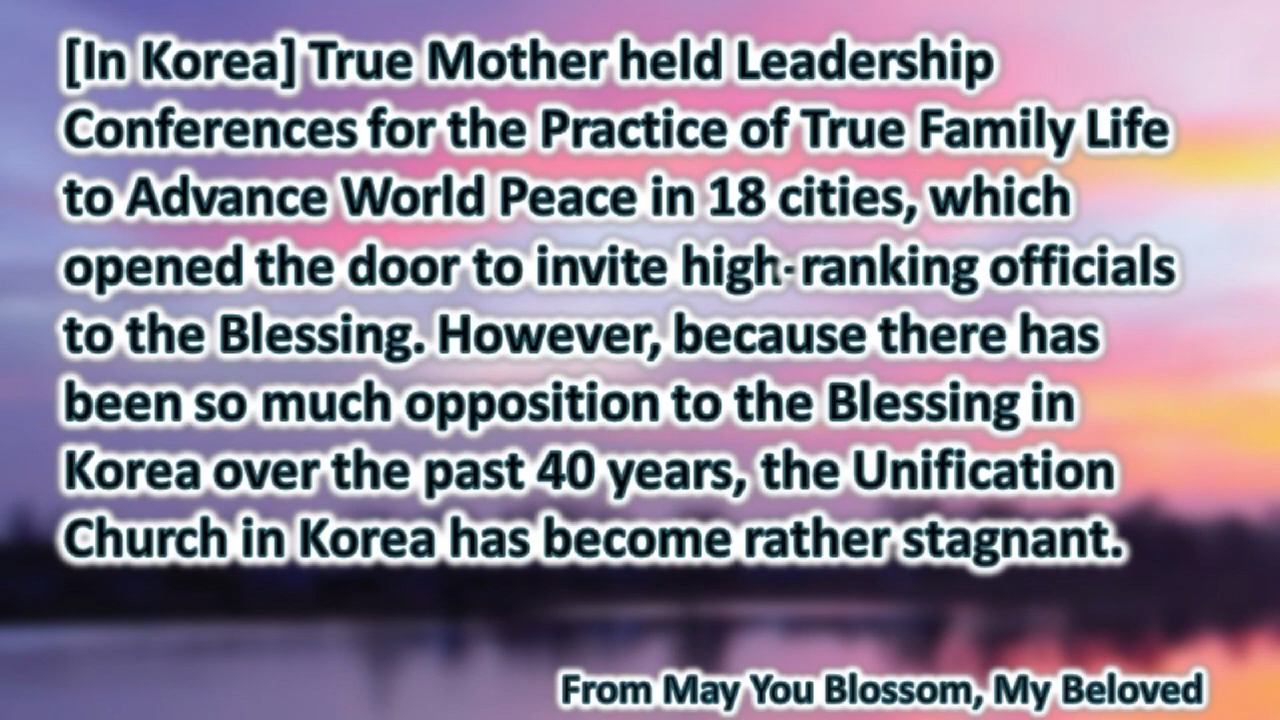 [In Korea] True Mother held Leadership
Conferences for the Practice of True Family Life
to Advance World Peace in 18 cities, which
opened the door to invite high-ranking officials
to the Blessing. However, because there has
been so much opposition to the Blessing in
Korea over the past 40 years, the Unification
Church in Korea has become rather stagnant.
From May You Blossom, My Beloved